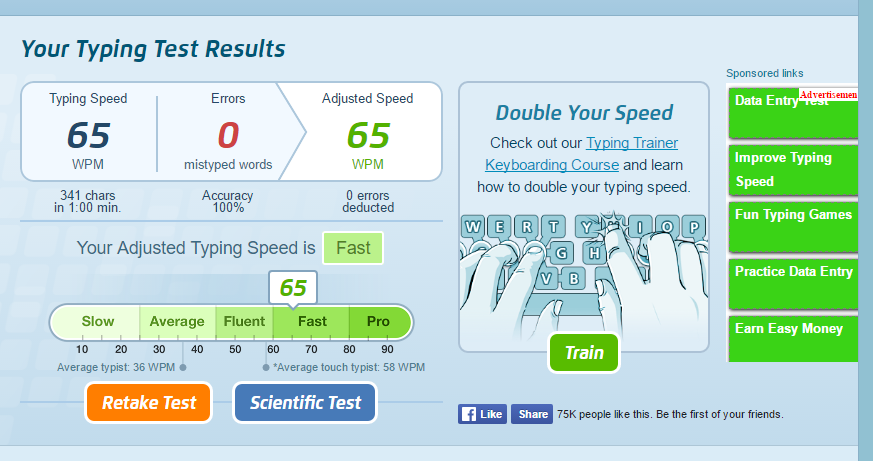 Your Typing Test Results
Typing Speed
65
WPM
Errors
0
mistyped words
Adjusted Speed
65
WPM
341 chars
in 1:00 min.
Accuracy
100%
0 errors
deducted
Your Adjusted Typing Speed is Fast
65
Slow Average Fluent Fast Pro
10 20 30 40 50 60 70 80 90
Average typist: 36 WPM
*Average touch typist: 58 WPM
Retake Test
Scientific Test
Double Your Speed
Check out our Typing Trainer
Keyboarding Course and learn
how to double your typing speed.
W E R T Y I O P
G H
V B
Train
Like
Share
75K people like this. Be the first of your friends.
Sponsored links
Data Entry Test
Improve Typing
Speed
Fun Typing Games
Practice Data Entry
Earn Easy Money